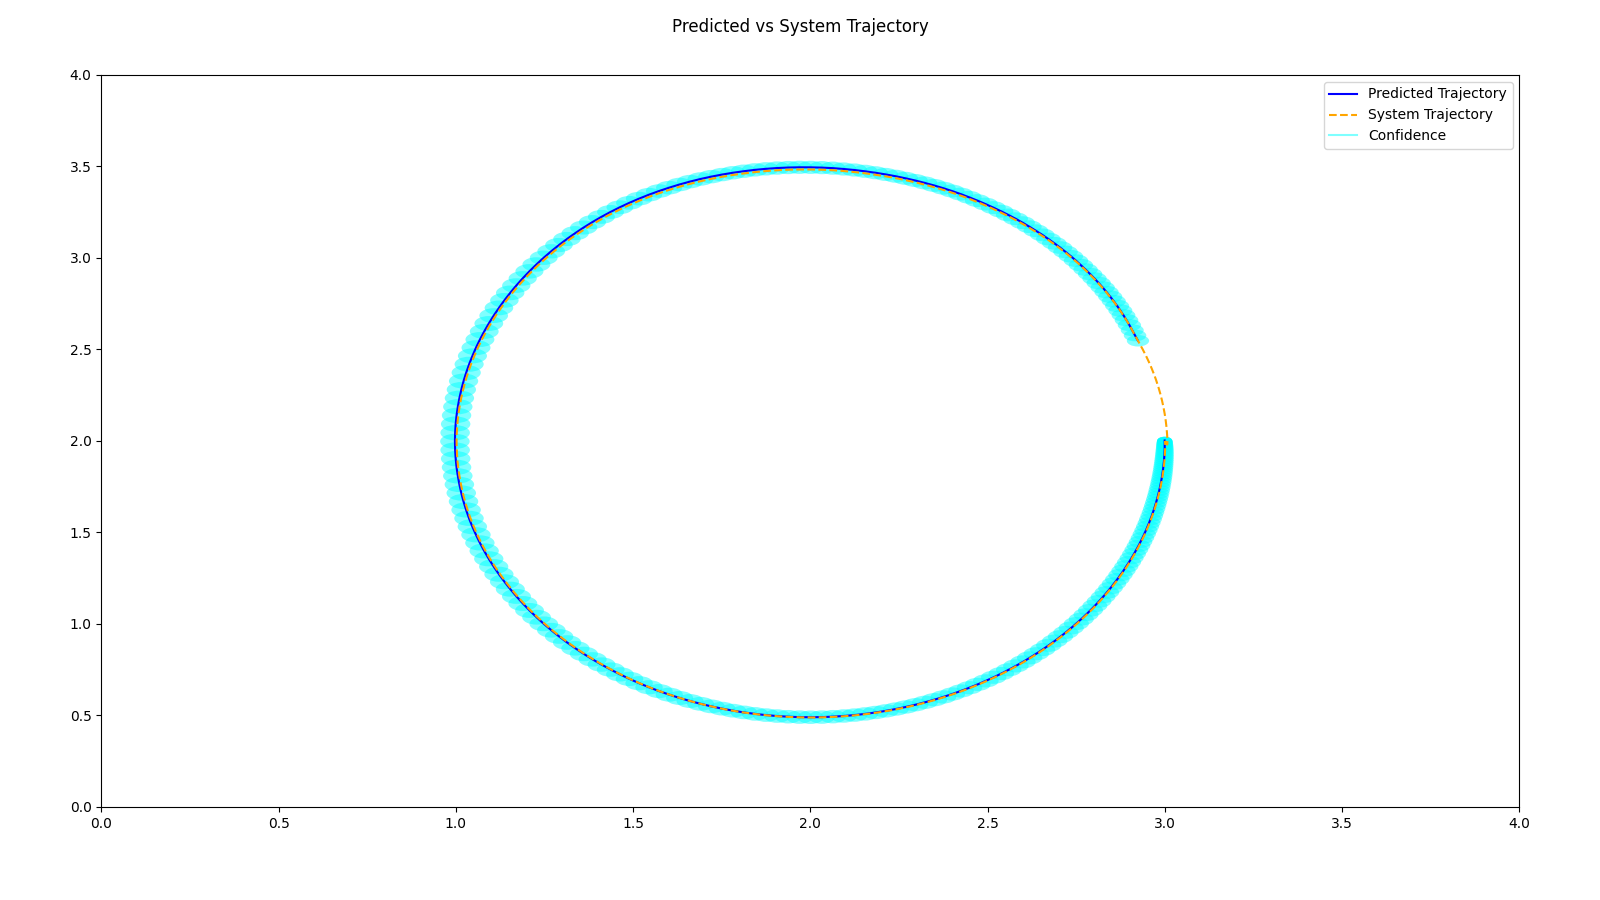 Predicted vs System Trajectory
4.0
3.5
3.0
2.5
2.0
1.5
1.0
0.5
0.0
0.0 0.5 1.0 1.5 2.0 2.5 3.0 3.5 4.0
Predicted Trajectory
System Trajectory
Confidence